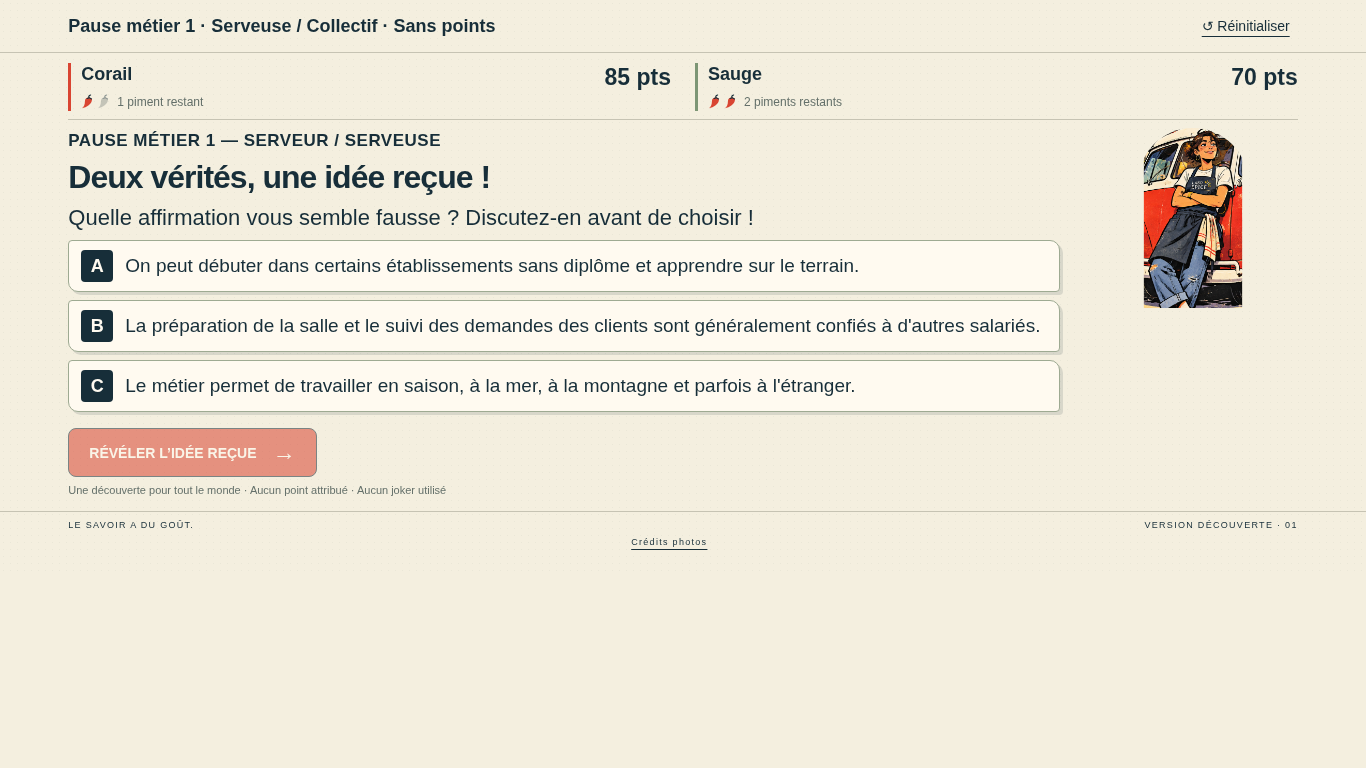 Pause métier 1 · Serveuse / Collectif · Sans points
↺ Réinitialiser
Corail
85 pts
1 piment restant
Sauge
70 pts
2 piments restants
PAUSE MÉTIER 1 — SERVEUR / SERVEUSE
Deux vérités, une idée reçue !
Quelle affirmation vous semble fausse ? Discutez-en avant de choisir !
A On peut débuter dans certains établissements sans diplôme et apprendre sur le terrain.
B La préparation de la salle et le suivi des demandes des clients sont généralement confiés à d'autres salariés.
C Le métier permet de travailler en saison, à la mer, à la montagne et parfois à l'étranger.
RÉVÉLER L'IDÉE REÇUE →
Une découverte pour tout le monde · Aucun point attribué · Aucun joker utilisé
LE SAVOIR A DU GOÛT.
VERSION DÉCOUVERTE · 01
Crédits photos